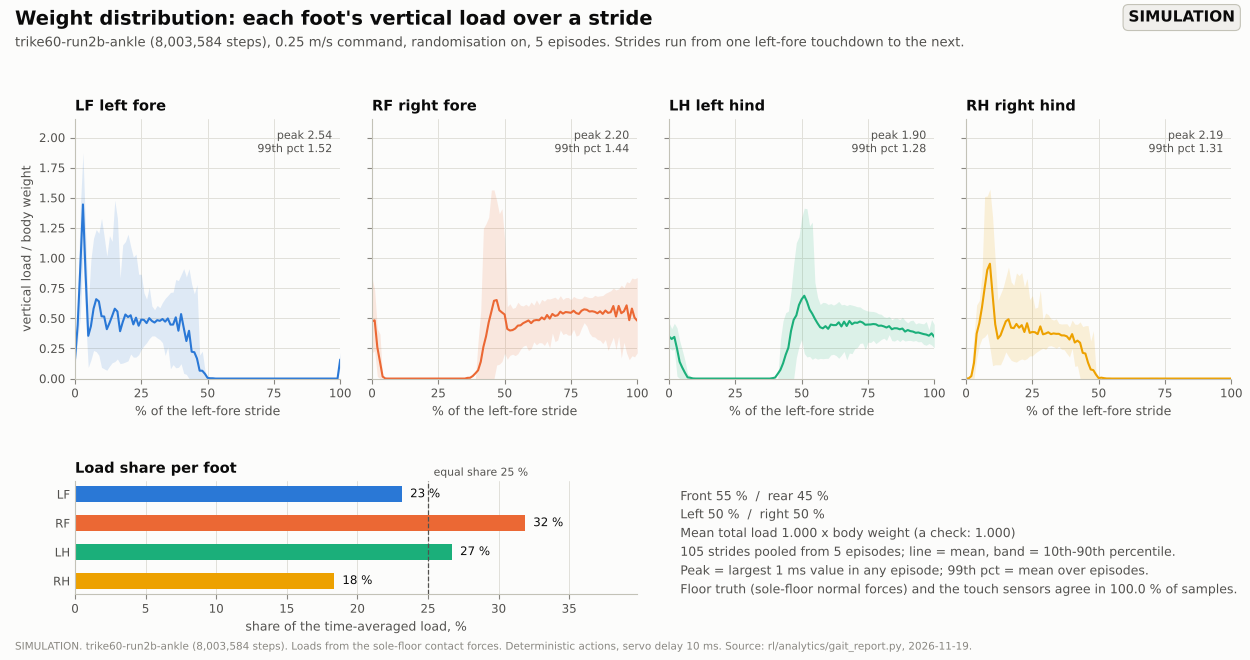 Weight distribution: each foot's vertical load over a stride
SIMULATION
trike60-run2b-ankle (8,003,584 steps), 0.25 m/s command, randomisation on, 5 episodes. Strides run from one left-fore touchdown to the next.
LF left fore
RF right fore
LH left hind
RH right hind
peak 2.54
99th pct 1.52
peak 2.20
99th pct 1.44
peak 1.90
99th pct 1.28
peak 2.19
99th pct 1.31
vertical load / body weight
2.00
1.75
1.50
1.25
1.00
0.75
0.50
0.25
0.00
0 25 50 75 100
0 25 50 75 100
0 25 50 75 100
0 25 50 75 100
% of the left-fore stride
% of the left-fore stride
% of the left-fore stride
% of the left-fore stride
Load share per foot
equal share 25 %
LF 23 %
RF 32 %
LH 27 %
RH 18 %
0 5 10 15 20 25 30 35
share of the time-averaged load, %
Front 55 % / rear 45 %
Left 50 % / right 50 %
Mean total load 1.000 x body weight (a check: 1.000)
105 strides pooled from 5 episodes; line = mean, band = 10th-90th percentile.
Peak = largest 1 ms value in any episode; 99th pct = mean over episodes.
Floor truth (sole-floor normal forces) and the touch sensors agree in 100.0 % of samples.
SIMULATION. trike60-run2b-ankle (8,003,584 steps). Loads from the sole-floor contact forces. Deterministic actions, servo delay 10 ms. Source: rl/analytics/gait_report.py, 2026-11-19.